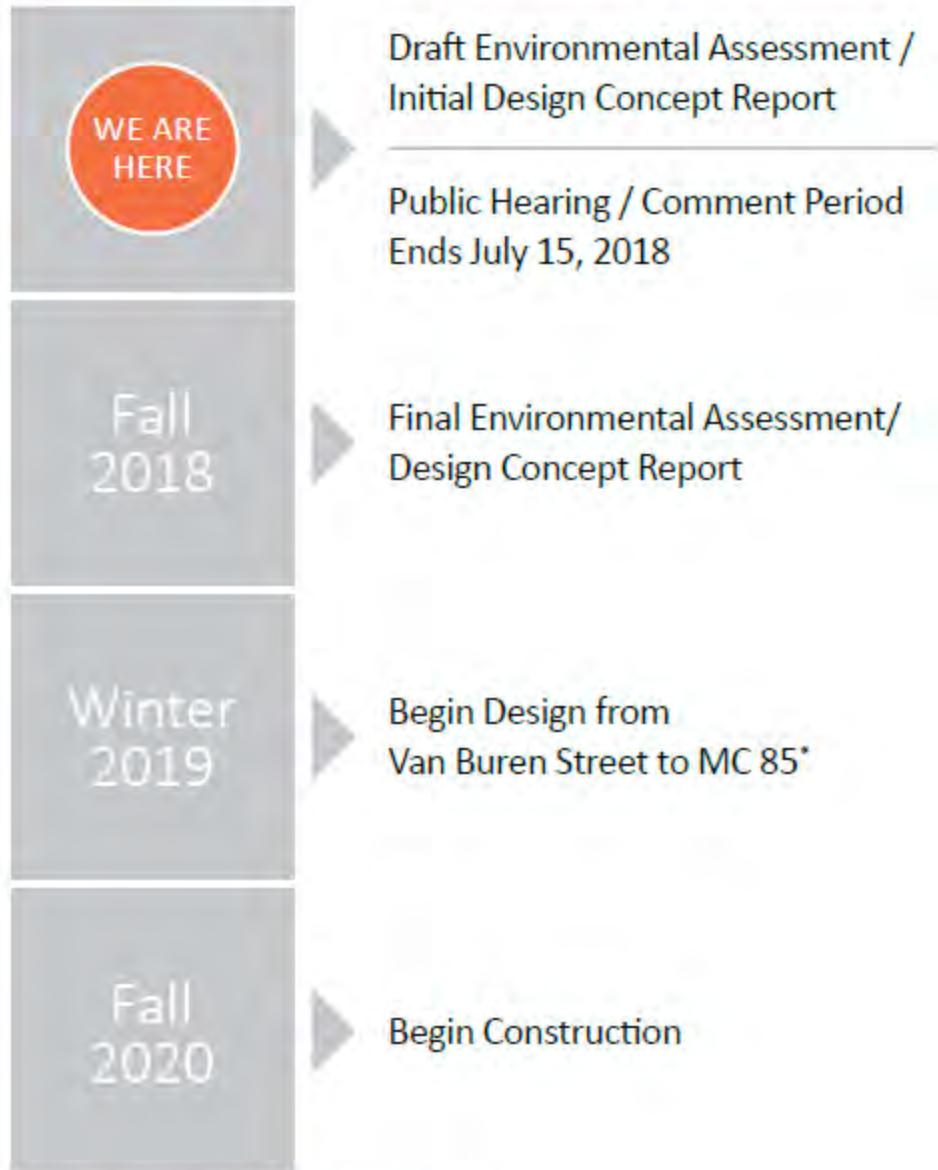 WE ARE
HERE
Draft Environmental Assessment /
Initial Design Concept Report
Public Hearing / Comment Period
Ends July 15, 2018
Fall
2018
Final Environmental Assessment/
Design Concept Report
Winter
2019
Begin Design from
Van Buren Street to MC 85*
Fall
2020
Begin Construction